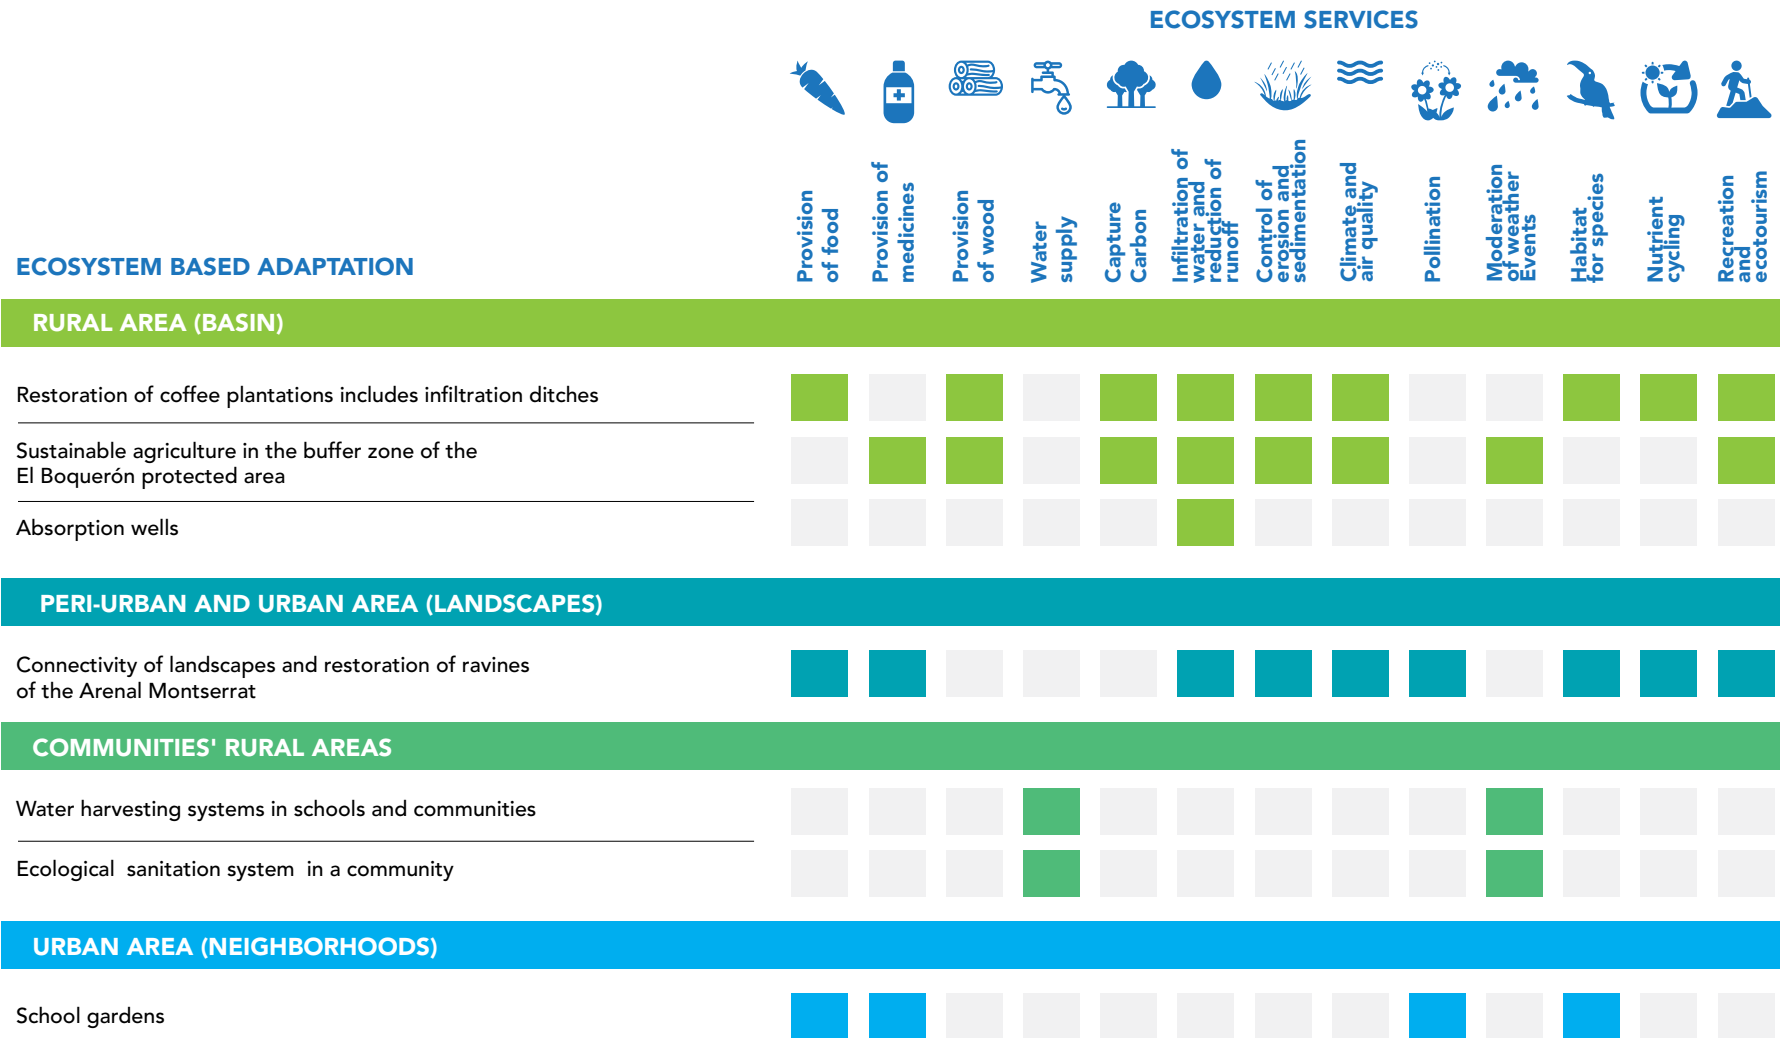 ECOSYSTEM SERVICES
Provision
of food
Provision of
medicines
Provision
of wood
Water
supply
Capture
Carbon
Infiltration of
water and
reduction of
runoff
Control of
erosion and
sedimentation
Climate and
air quality
Pollination
Moderation
of weather
Events
Habitat
for species
Nutrient
cycling
Recreation
and
ecotourism
ECOSYSTEM BASED ADAPTATION
RURAL AREA (BASIN)
Restoration of coffee plantations includes infiltration ditches
Sustainable agriculture in the buffer zone of the
El Boquerón protected area
Absorption wells
PERI-URBAN AND URBAN AREA (LANDSCAPES)
Connectivity of landscapes and restoration of ravines
of the Arenal Montserrat
COMMUNITIES' RURAL AREAS
Water harvesting systems in schools and communities
Ecological sanitation system in a community
URBAN AREA (NEIGHBORHOODS)
School gardens